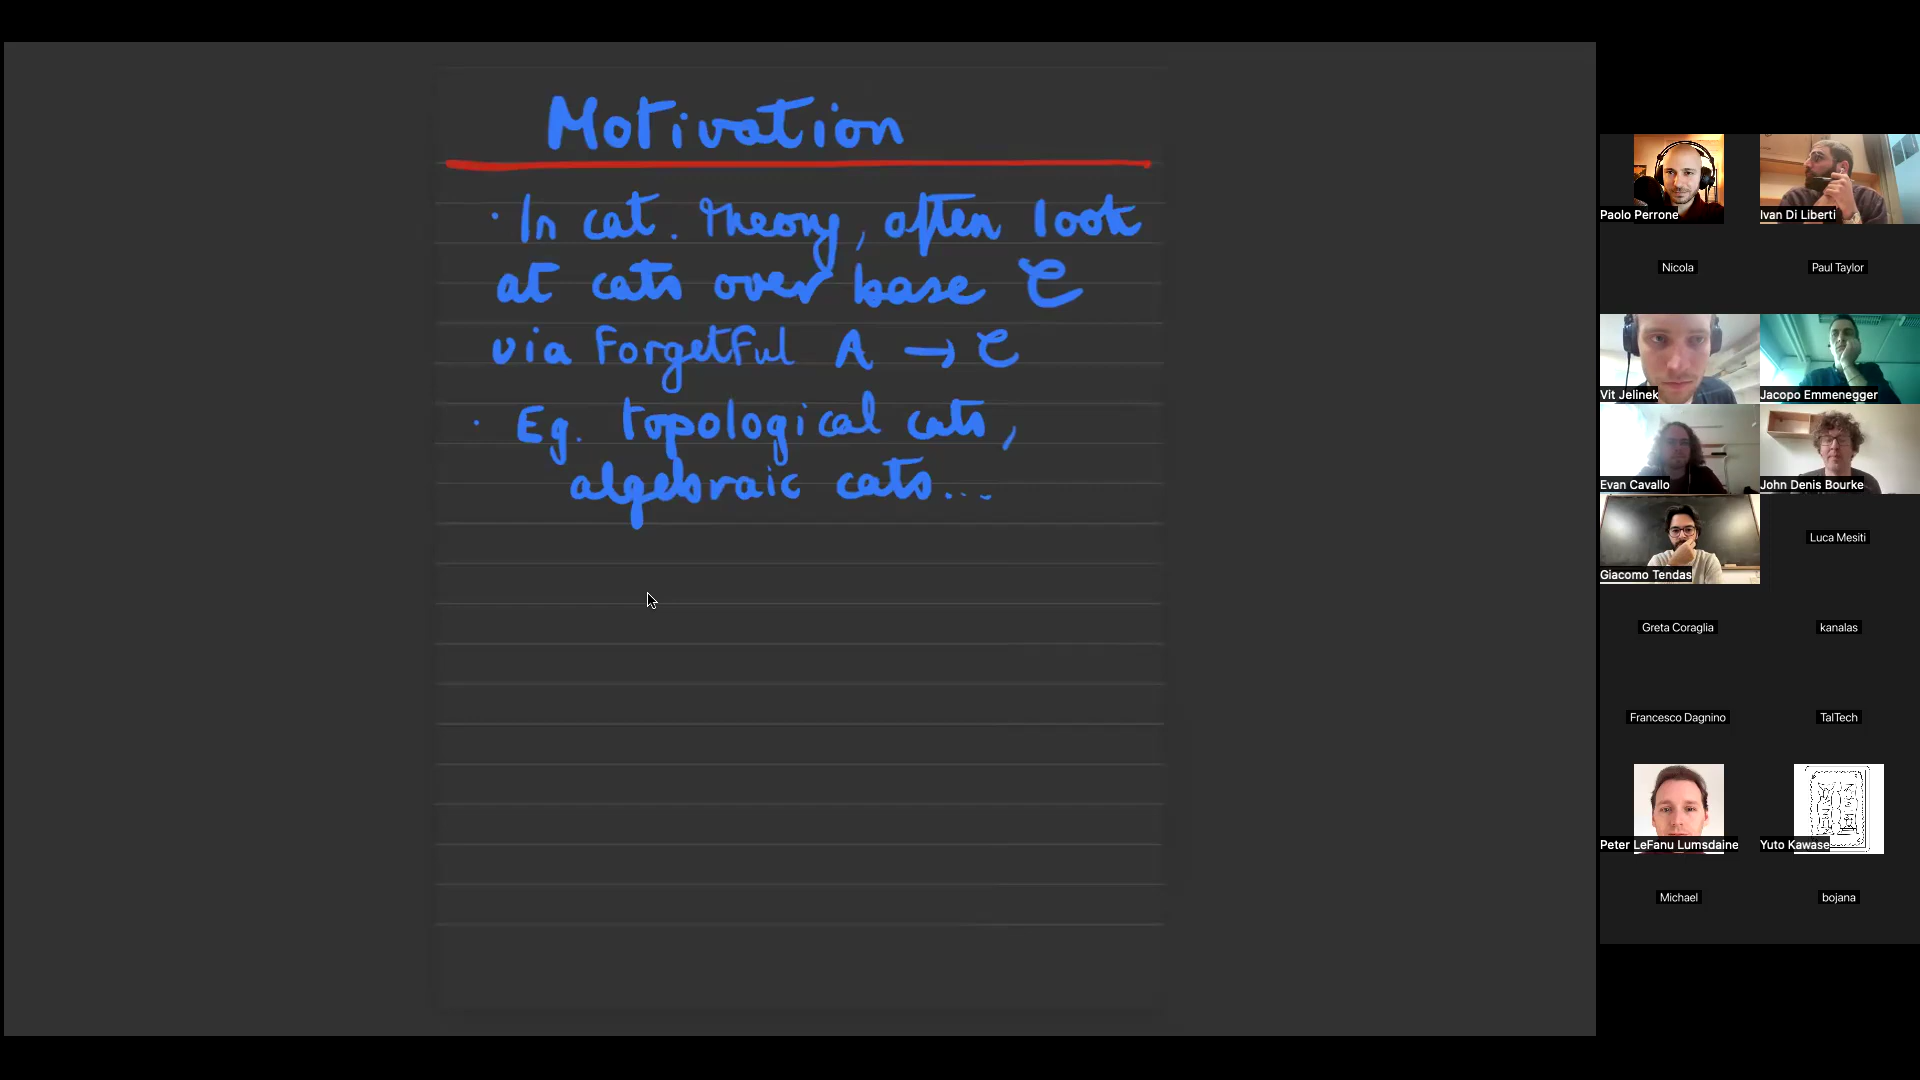 Motivation
· In cat. theory, often look
at cats over base C
via forgetful A → C
· Eg. topological cats,
algebraic cats...
Paolo Perrone
Ivan Di Liberti
Nicola
Paul Taylor
Vit Jelinek
Jacopo Emmenegger
Evan Cavallo
John Denis Bourke
Giacomo Tendas
Luca Mesiti
Greta Coraglia
kanalas
Francesco Dagnino
TalTech
Peter LeFanu Lumsdaine
Yuto Kawase
Michael
bojana